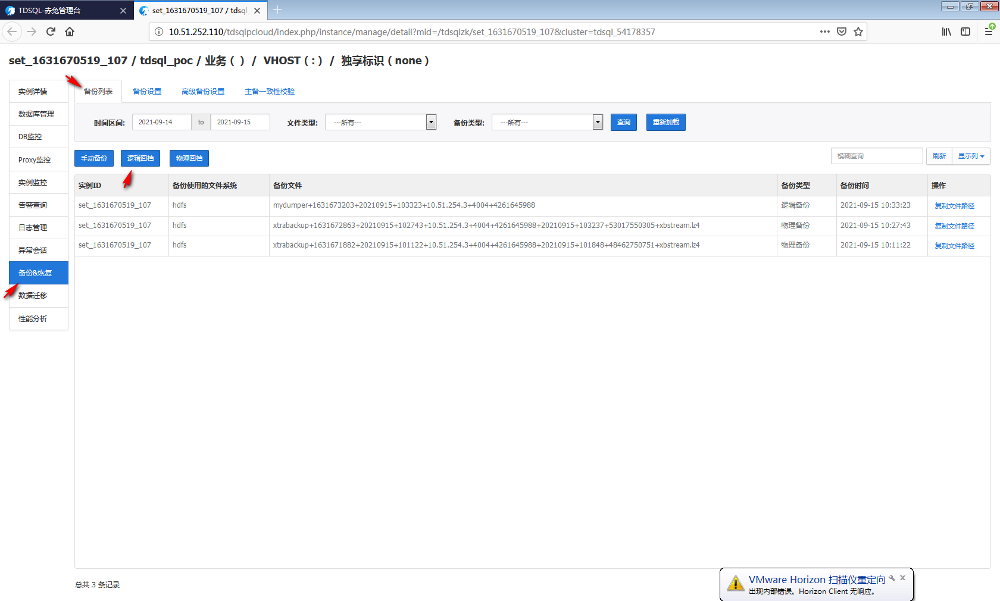 TDSQL-赤兔管理台
set_1631670519_107 / tdsql_
10.51.252.110/tdsqlpcloud/index.php/instance/manage/detail?mid=/tdsqlzk/set_1631670519_107&cluster=tdsql_54178357
set_1631670519_107 / tdsql_poc / 业务 ( ) / VHOST ( : ) / 独享标识 ( none )
实例详情
数据库管理
DB监控
Proxy监控
实例监控
告警查询
日志管理
异常会话
备份&恢复
数据迁移
性能分析
备份列表 备份设置 高级备份设置 主备一致性校验
时间区间: 2021-09-14 to 2021-09-15 文件类型: ---所有--- 备份类型: ---所有--- 查询 重新加载
手动备份 逻辑回档 物理回档 模糊查询 刷新 显示列
实例ID 备份使用的文件系统 备份文件 备份类型 备份时间 操作
set_1631670519_107 hdfs mydumper+1631673203+20210915+103323+10.51.254.3+4004+4261645988 逻辑备份 2021-09-15 10:33:23 复制文件路径
set_1631670519_107 hdfs xtrabackup+1631672863+20210915+102743+10.51.254.3+4004+4261645988+20210915+103237+53017550305+xbstream.lz4 物理备份 2021-09-15 10:27:43 复制文件路径
set_1631670519_107 hdfs xtrabackup+1631671882+20210915+101122+10.51.254.3+4004+4261645988+20210915+101848+48462750751+xbstream.lz4 物理备份 2021-09-15 10:11:22 复制文件路径
总共 3 条记录
VMware Horizon 扫描仪重定向
出现内部错误。Horizon Client 无响应。